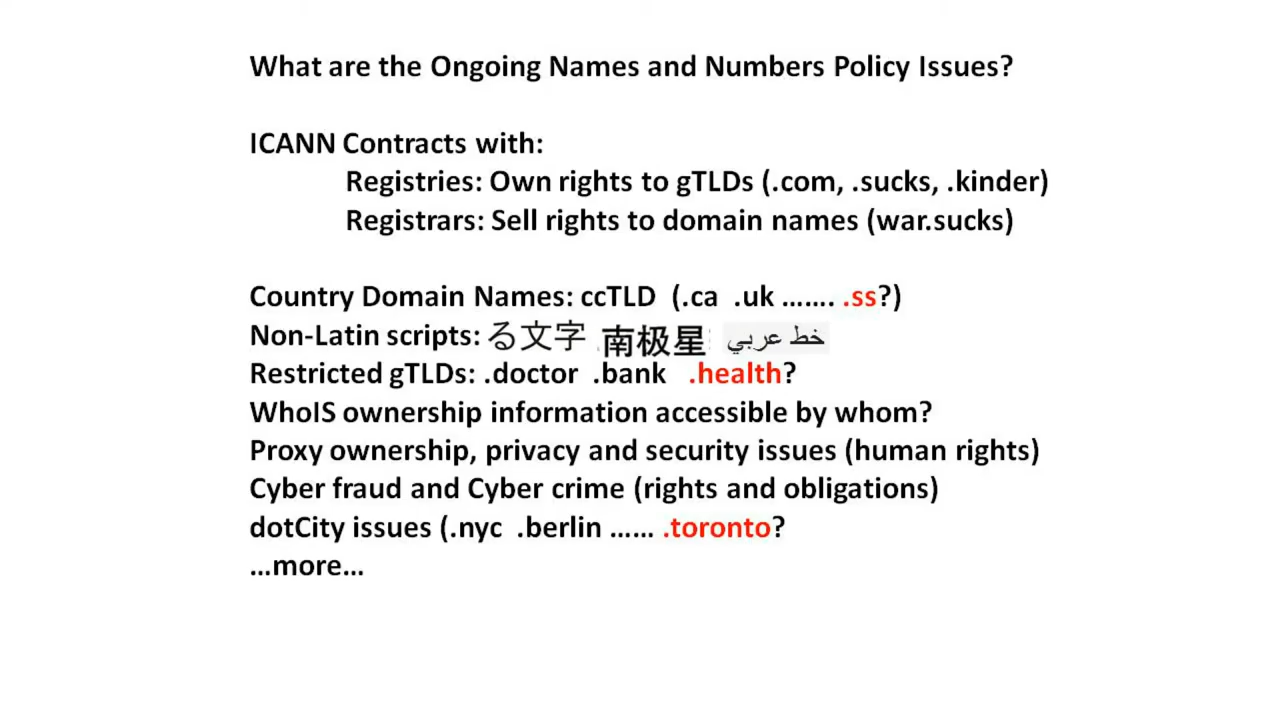 What are the Ongoing Names and Numbers Policy Issues?
ICANN Contracts with:
Registries: Own rights to gTLDs (.com, .sucks, .kinder)
Registrars: Sell rights to domain names (war.sucks)
Country Domain Names: ccTLD (.ca .uk ……. .ss?)
Non-Latin scripts: る文字 南极星 خط عربي
Restricted gTLDs: .doctor .bank .health?
WhoIS ownership information accessible by whom?
Proxy ownership, privacy and security issues (human rights)
Cyber fraud and Cyber crime (rights and obligations)
dotCity issues (.nyc .berlin …… .toronto?
…more…